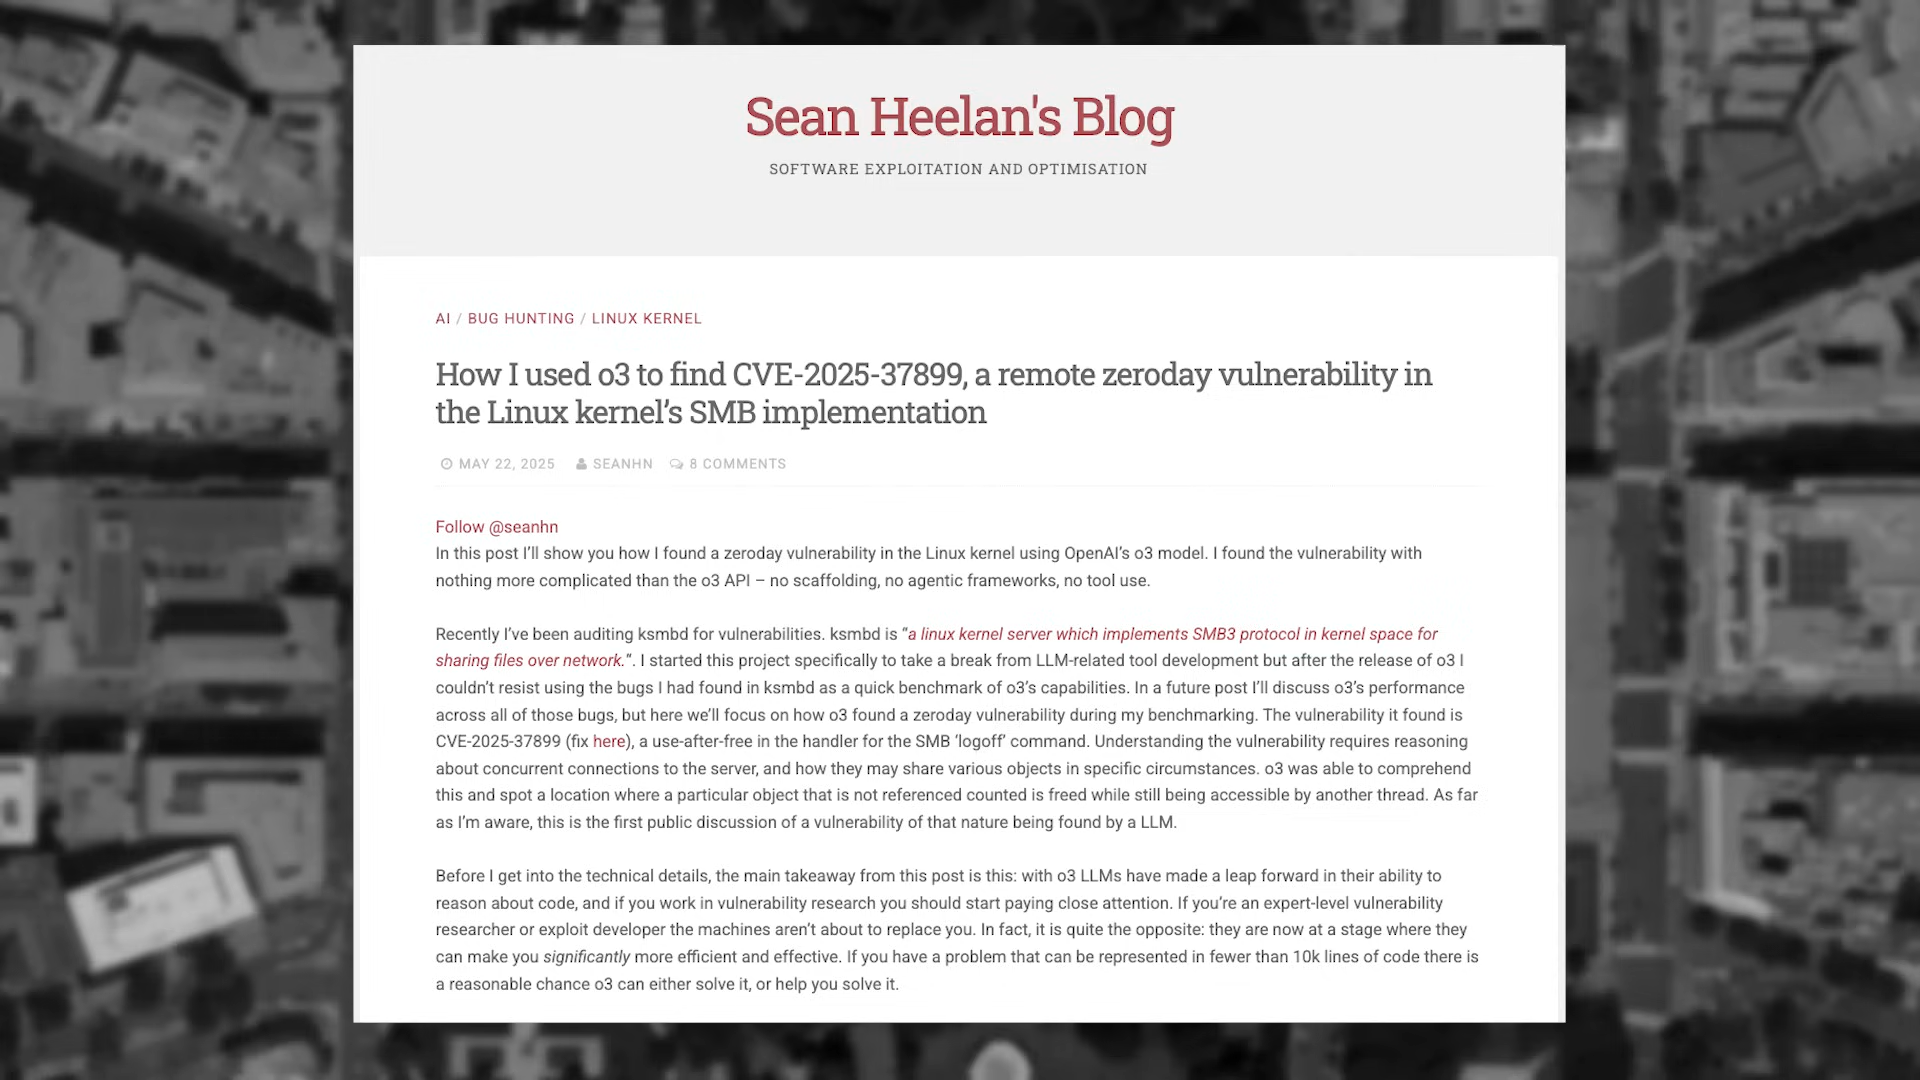 Sean Heelan's Blog
SOFTWARE EXPLOITATION AND OPTIMISATION
AI / BUG HUNTING / LINUX KERNEL
How I used o3 to find CVE-2025-37899, a remote zeroday vulnerability in
the Linux kernel’s SMB implementation
MAY 22, 2025 SEANHN 8 COMMENTS
Follow @seanhn
In this post I’ll show you how I found a zeroday vulnerability in the Linux kernel using OpenAI’s o3 model. I found the vulnerability with
nothing more complicated than the o3 API – no scaffolding, no agentic frameworks, no tool use.
Recently I’ve been auditing ksmbd for vulnerabilities. ksmbd is “a linux kernel server which implements SMB3 protocol in kernel space for
sharing files over network.“. I started this project specifically to take a break from LLM-related tool development but after the release of o3 I
couldn’t resist using the bugs I had found in ksmbd as a quick benchmark of o3’s capabilities. In a future post I’ll discuss o3’s performance
across all of those bugs, but here we’ll focus on how o3 found a zeroday vulnerability during my benchmarking. The vulnerability it found is
CVE-2025-37899 (fix here), a use-after-free in the handler for the SMB ‘logoff’ command. Understanding the vulnerability requires reasoning
about concurrent connections to the server, and how they may share various objects in specific circumstances. o3 was able to comprehend
this and spot a location where a particular object that is not referenced counted is freed while still being accessible by another thread. As far
as I’m aware, this is the first public discussion of a vulnerability of that nature being found by a LLM.
Before I get into the technical details, the main takeaway from this post is this: with o3 LLMs have made a leap forward in their ability to
reason about code, and if you work in vulnerability research you should start paying close attention. If you’re an expert-level vulnerability
researcher or exploit developer the machines aren’t about to replace you. In fact, it is quite the opposite: they are now at a stage where they
can make you significantly more efficient and effective. If you have a problem that can be represented in fewer than 10k lines of code there is
a reasonable chance o3 can either solve it, or help you solve it.